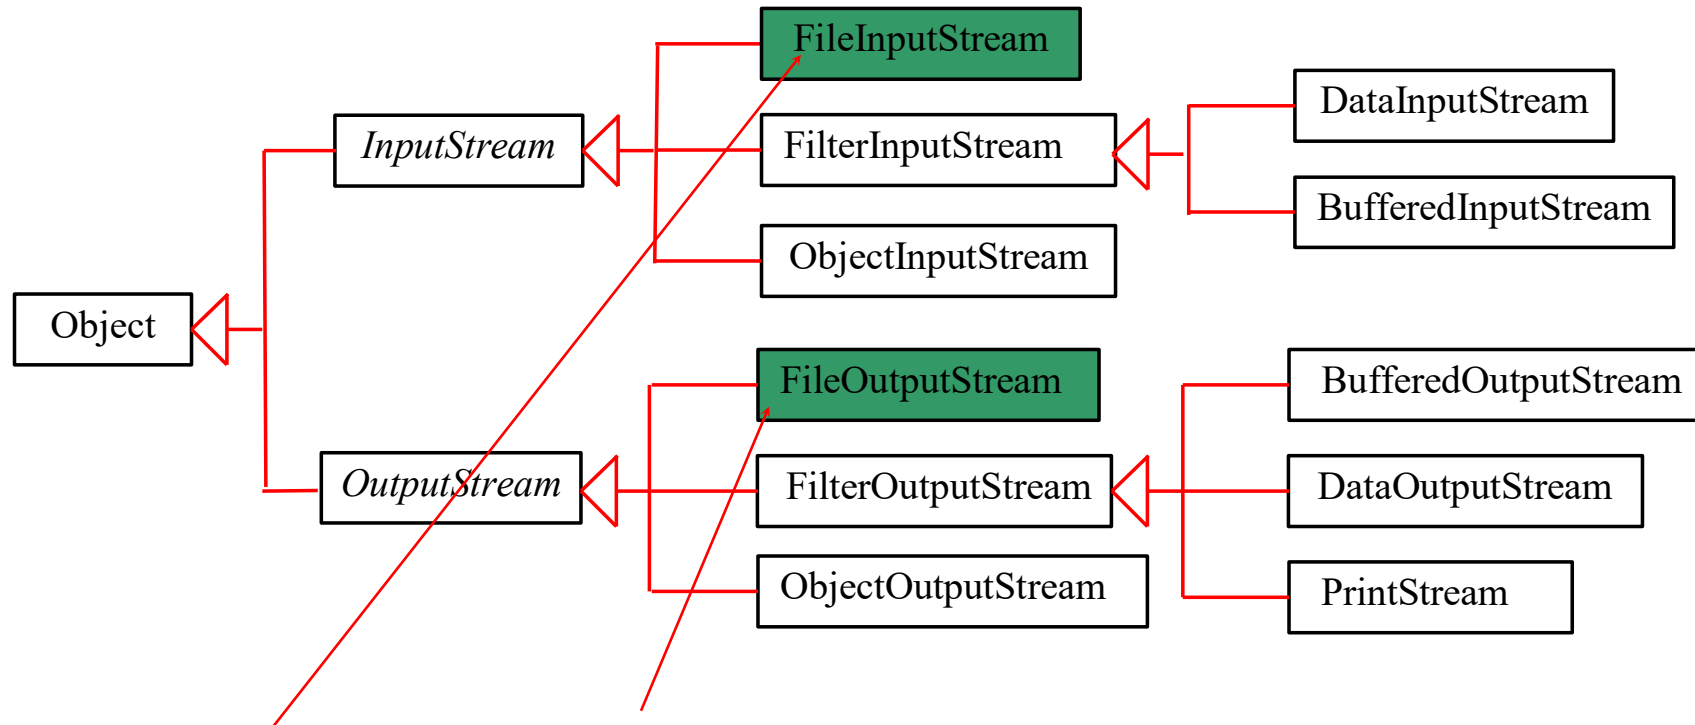 FileInputStream
DataInputStream
InputStream
FilterInputStream
BufferedInputStream
ObjectInputStream
Object
FileOutputStream
BufferedOutputStream
OutputStream
FilterOutputStream
DataOutputStream
ObjectOutputStream
PrintStream